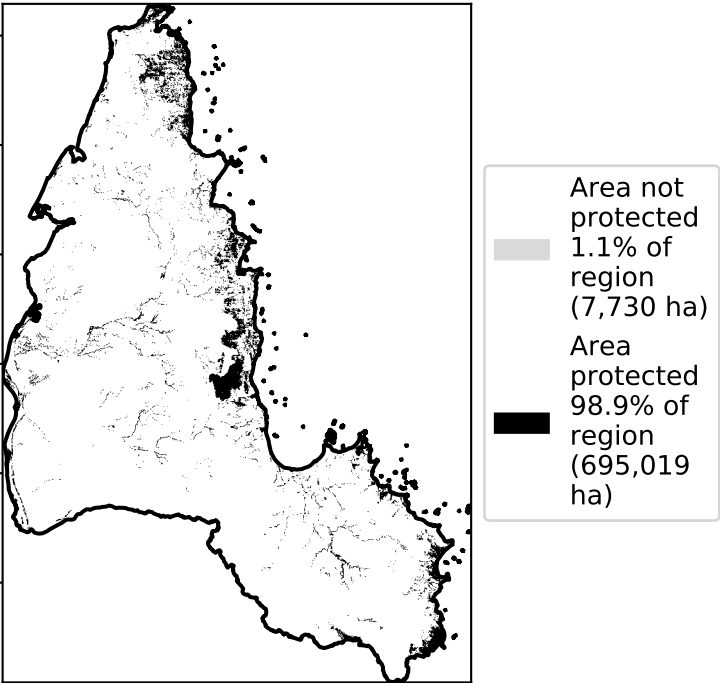 Area not
protected
1.1% of
region
(7,730 ha)
Area
protected
98.9% of
region
(695,019
ha)